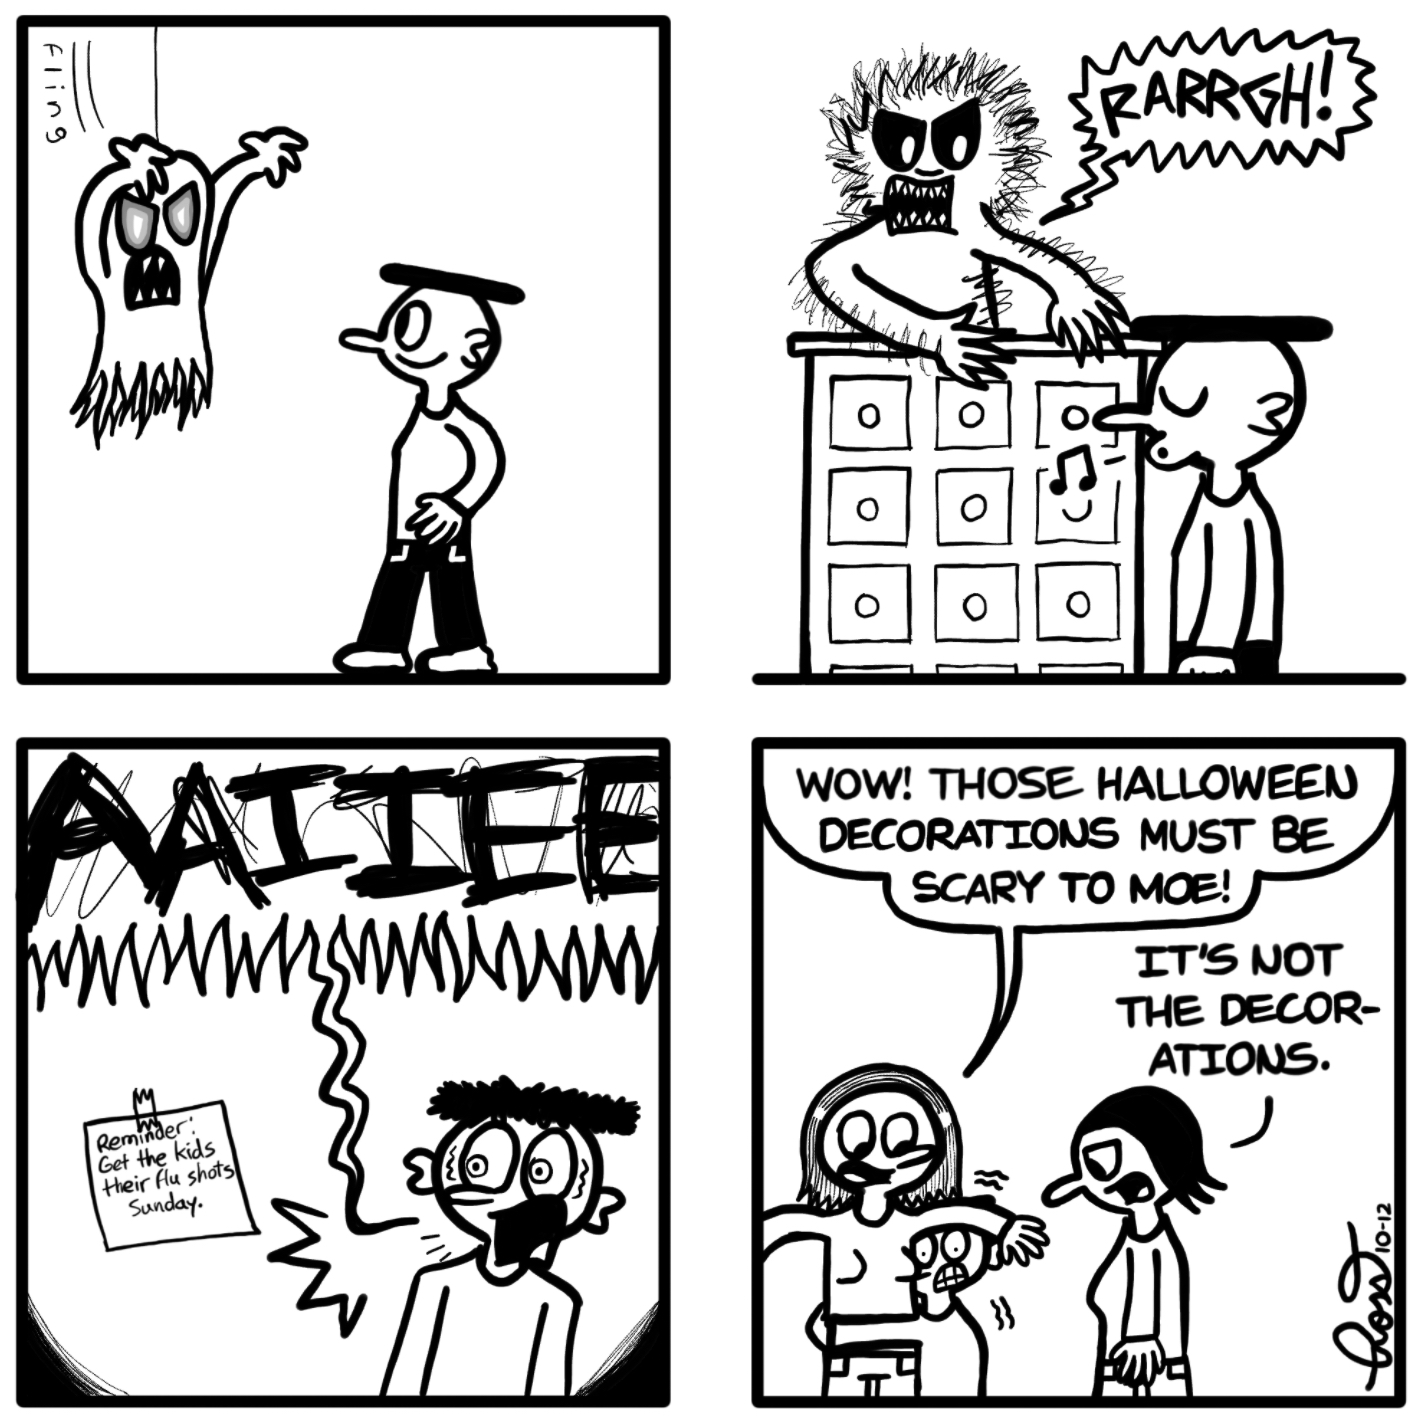 Fling
RARRGH!
AAIIEEE
Reminder:
Get the kids
their flu shots
Sunday.
WOW! THOSE HALLOWEEN
DECORATIONS MUST BE
SCARY TO MOE!
IT'S NOT
THE DECOR-
ATIONS.
10-12